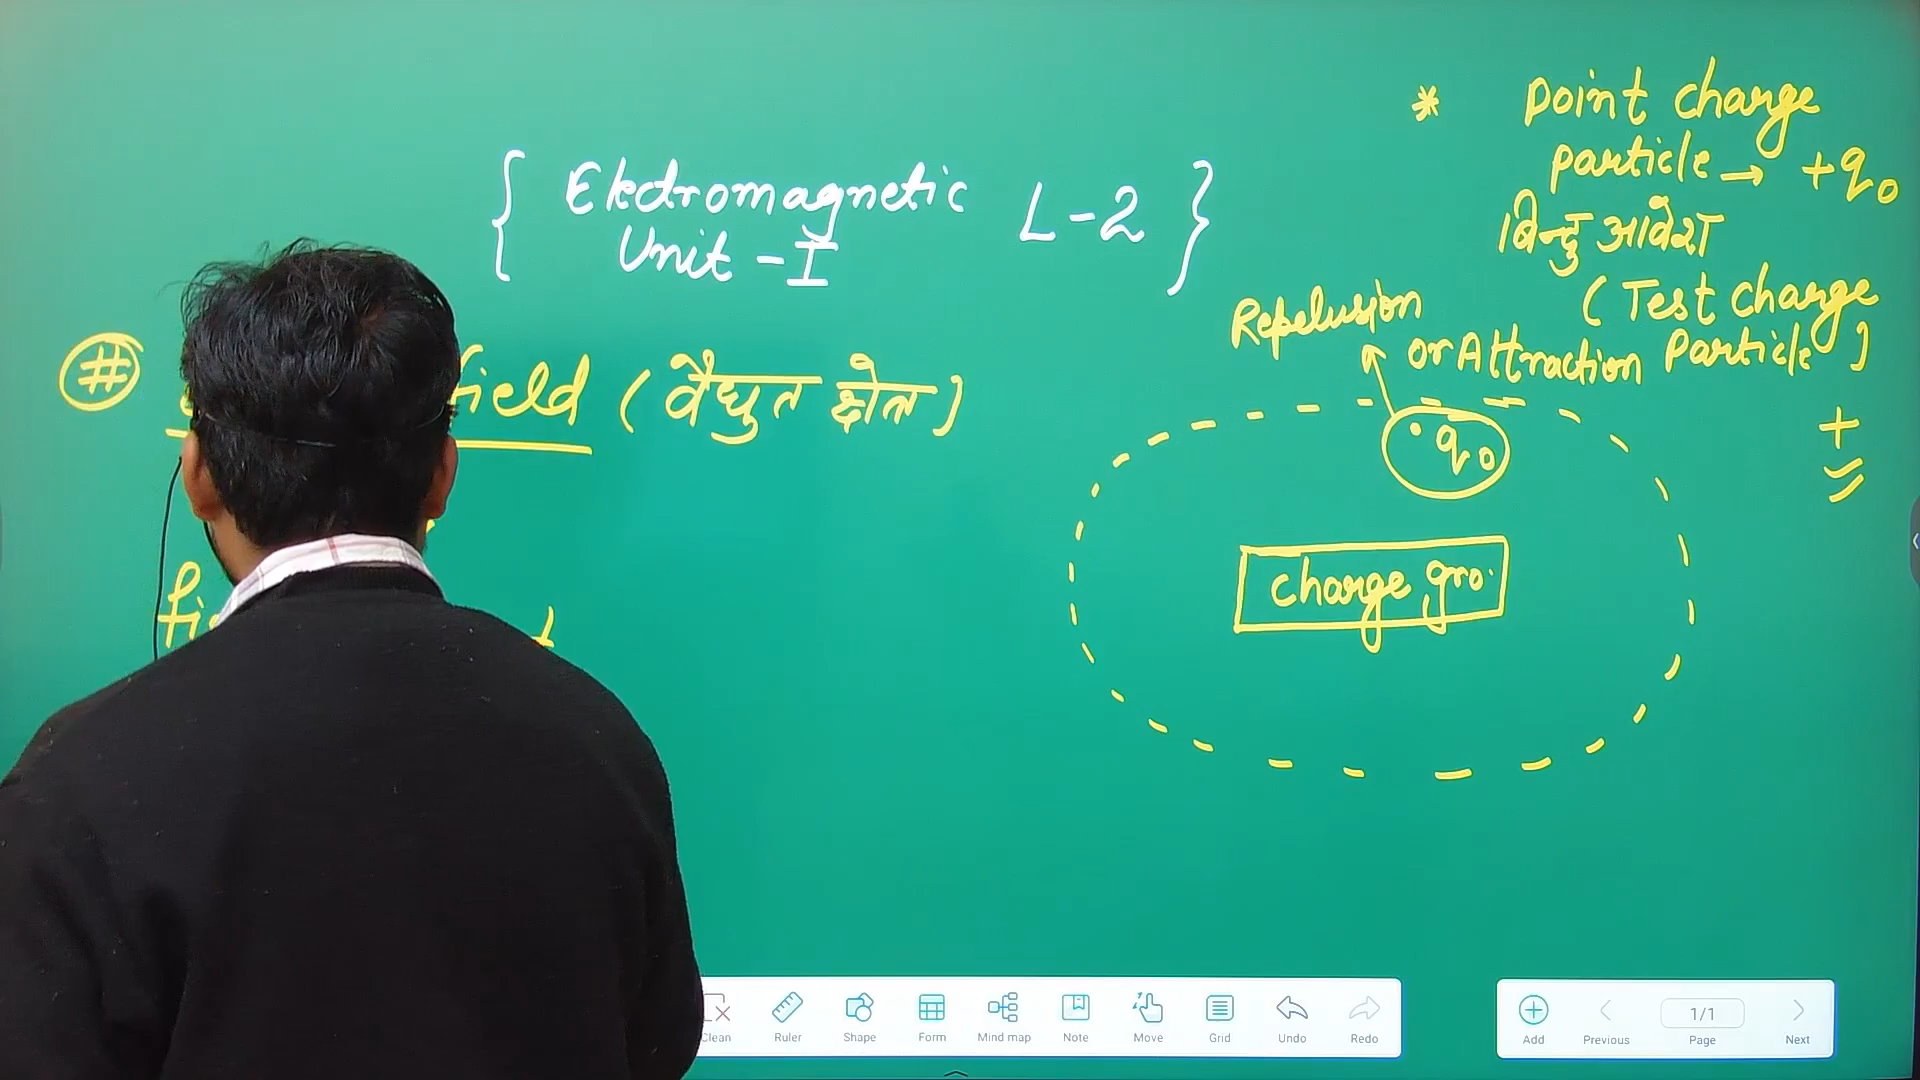 { Electromagnetic L-2 }
Unit - I
# field ( वैद्युत क्षेत्र )
* Point charge
particle → +q0
बिन्दु आवेश
( Test charge
Particle )
+
Repelusion
or Attraction
q0
charge gro.
Clean Ruler Shape Form Mind map Note Move Grid Undo Redo
Add Previous 1/1 Page Next